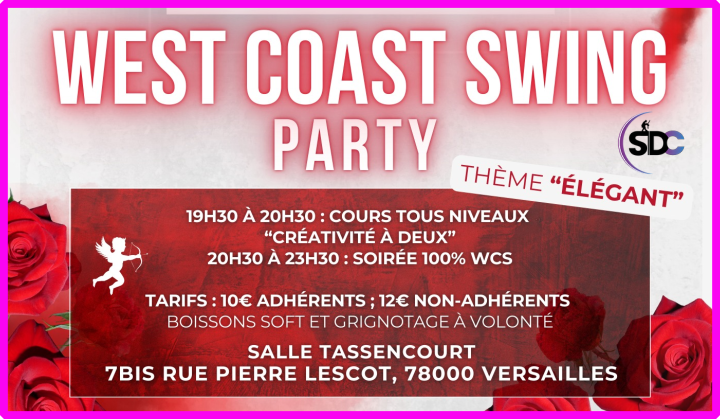 WEST COAST SWING
PARTY
SDC
THÈME “ÉLÉGANT”
19H30 À 20H30 : COURS TOUS NIVEAUX
“CRÉATIVITÉ À DEUX”
20H30 À 23H30 : SOIRÉE 100% WCS
TARIFS : 10€ ADHÉRENTS ; 12€ NON-ADHÉRENTS
BOISSONS SOFT ET GRIGNOTAGE À VOLONTÉ
SALLE TASSENCOURT
7BIS RUE PIERRE LESCOT, 78000 VERSAILLES